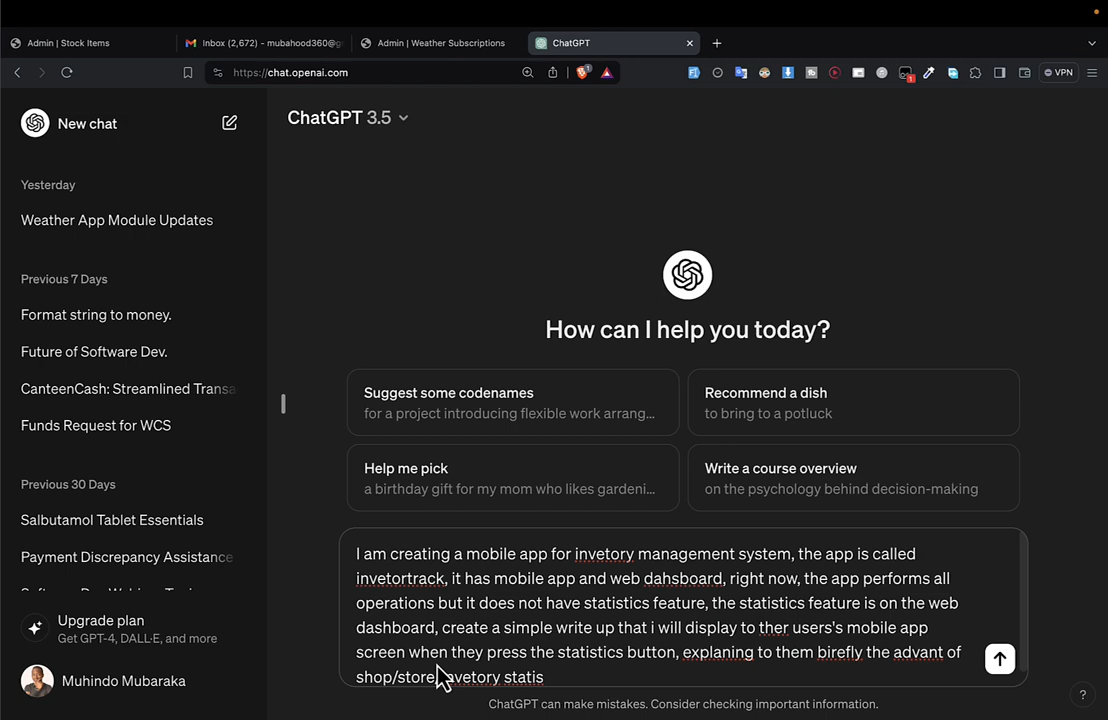 Admin | Stock Items
Inbox (2,672) - mubahood360@g
Admin | Weather Subscriptions
ChatGPT
https://chat.openai.com
VPN
New chat
ChatGPT 3.5
Yesterday
Weather App Module Updates
Previous 7 Days
Format string to money.
Future of Software Dev.
CanteenCash: Streamlined Transa
Funds Request for WCS
Previous 30 Days
Salbutamol Tablet Essentials
Payment Discrepancy Assistance
Upgrade plan
Get GPT-4, DALL·E, and more
Muhindo Mubaraka
How can I help you today?
Suggest some codenames
for a project introducing flexible work arrang...
Recommend a dish
to bring to a potluck
Help me pick
a birthday gift for my mom who likes gardeni...
Write a course overview
on the psychology behind decision-making
I am creating a mobile app for invetory management system, the app is called
invetortrack, it has mobile app and web dahsboard, right now, the app performs all
operations but it does not have statistics feature, the statistics feature is on the web
dashboard, create a simple write up that i will display to ther users's mobile app
screen when they press the statistics button, explaning to them birefly the advant of
shop/store avetory statis
ChatGPT can make mistakes. Consider checking important information.
?